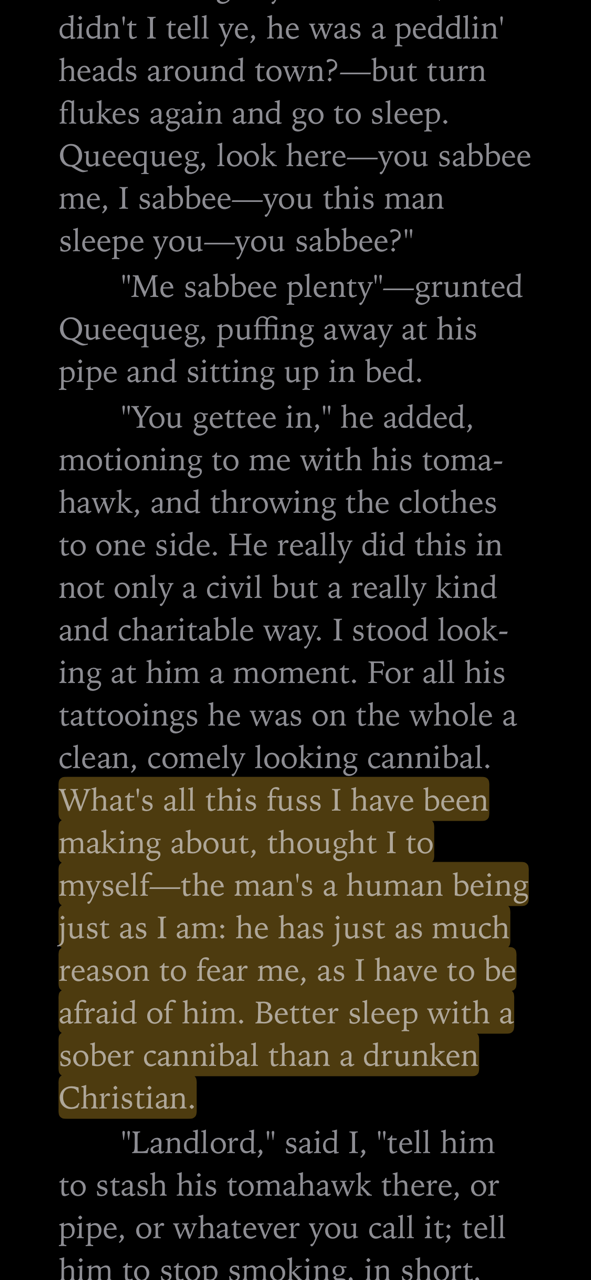 didn't I tell ye, he was a peddlin'
heads around town?—but turn
flukes again and go to sleep.
Queequeg, look here—you sabbee
me, I sabbee—you this man
sleepe you—you sabbee?"
"Me sabbee plenty"—grunted
Queequeg, puffing away at his
pipe and sitting up in bed.
"You gettee in," he added,
motioning to me with his toma-
hawk, and throwing the clothes
to one side. He really did this in
not only a civil but a really kind
and charitable way. I stood look-
ing at him a moment. For all his
tattooings he was on the whole a
clean, comely looking cannibal.
What's all this fuss I have been
making about, thought I to
myself—the man's a human being
just as I am: he has just as much
reason to fear me, as I have to be
afraid of him. Better sleep with a
sober cannibal than a drunken
Christian.
"Landlord," said I, "tell him
to stash his tomahawk there, or
pipe, or whatever you call it; tell
him to stop smoking, in short,